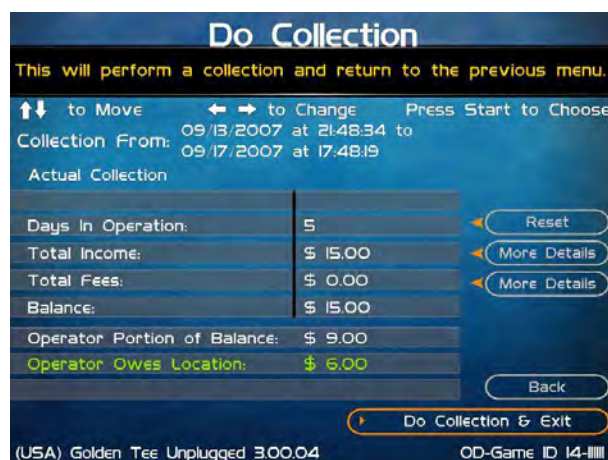 Do Collection
This will perform a collection and return to the previous menu.
to Move to Change Press Start to Choose
Collection From: 09/13/2007 at 21:48:34 to
09/17/2007 at 17:48:19
Actual Collection
Days In Operation: 5 Reset
Total Income: $ 15.00 More Details
Total Fees: $ 0.00 More Details
Balance: $ 15.00
Operator Portion of Balance: $ 9.00
Operator Owes Location: $ 6.00
Back
Do Collection & Exit
(USA) Golden Tee Unplugged 3.00.04 OD-Game ID